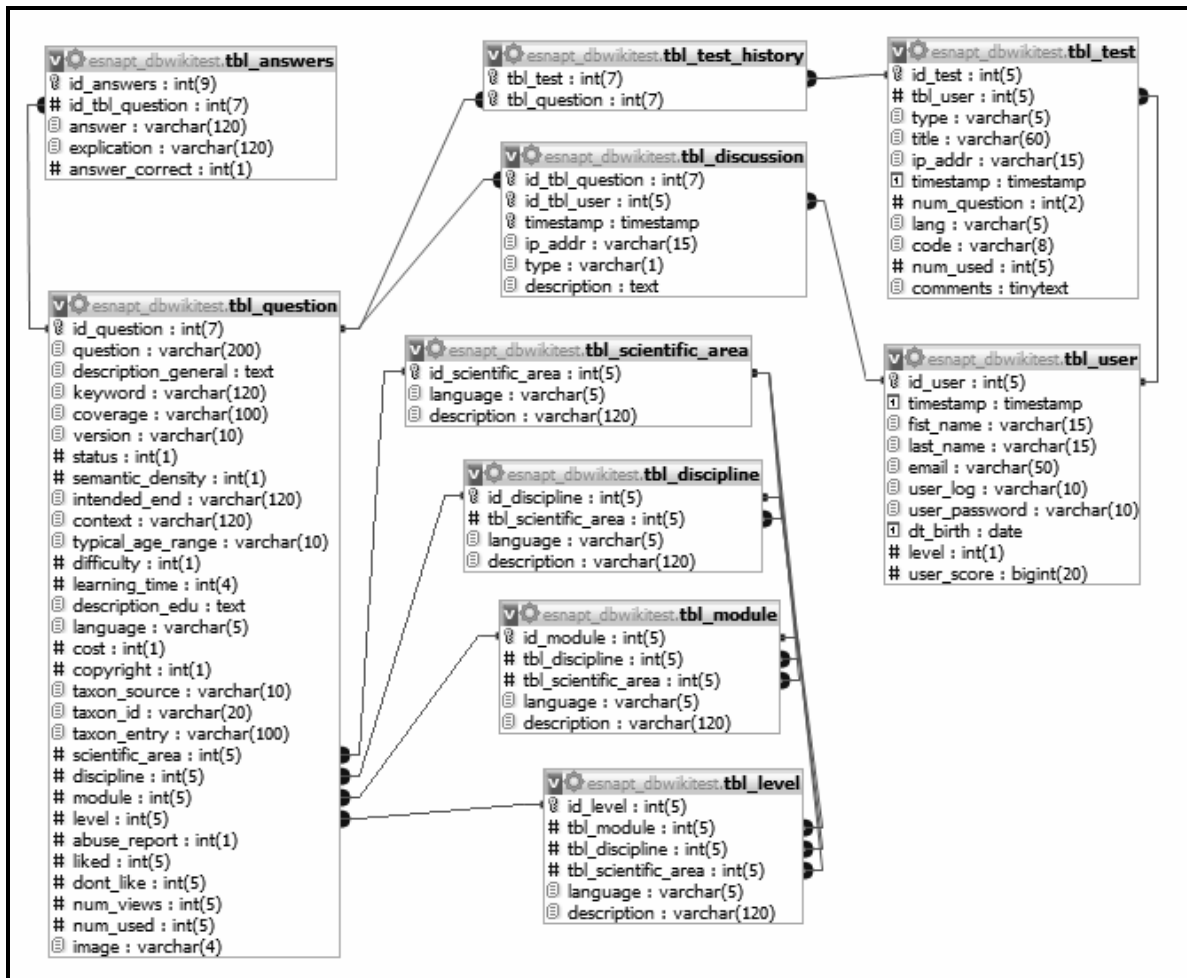 esnapt_dbwikitest.tbl_answers
id_answers : int(9)
# id_tbl_question : int(7)
answer : varchar(120)
explication : varchar(120)
# answer_correct : int(1)
esnapt_dbwikitest.tbl_question
id_question : int(7)
question : varchar(200)
description_general : text
keyword : varchar(120)
coverage : varchar(100)
version : varchar(10)
# status : int(1)
# semantic_density : int(1)
intended_end : varchar(120)
context : varchar(120)
typical_age_range : varchar(10)
# difficulty : int(1)
# learning_time : int(4)
description_edu : text
language : varchar(5)
# cost : int(1)
# copyright : int(1)
taxon_source : varchar(10)
taxon_id : varchar(20)
taxon_entry : varchar(100)
# scientific_area : int(5)
# discipline : int(5)
# module : int(5)
# level : int(5)
# abuse_report : int(1)
# liked : int(5)
# dont_like : int(5)
# num_views : int(5)
# num_used : int(5)
image : varchar(4)
esnapt_dbwikitest.tbl_test_history
tbl_test : int(7)
tbl_question : int(7)
esnapt_dbwikitest.tbl_discussion
id_tbl_question : int(7)
id_tbl_user : int(5)
timestamp : timestamp
ip_addr : varchar(15)
type : varchar(1)
description : text
esnapt_dbwikitest.tbl_scientific_area
id_scientific_area : int(5)
language : varchar(5)
description : varchar(120)
esnapt_dbwikitest.tbl_discipline
id_discipline : int(5)
# tbl_scientific_area : int(5)
language : varchar(5)
description : varchar(120)
esnapt_dbwikitest.tbl_module
id_module : int(5)
# tbl_discipline : int(5)
# tbl_scientific_area : int(5)
language : varchar(5)
description : varchar(120)
esnapt_dbwikitest.tbl_level
id_level : int(5)
# tbl_module : int(5)
# tbl_discipline : int(5)
# tbl_scientific_area : int(5)
language : varchar(5)
description : varchar(120)
esnapt_dbwikitest.tbl_test
id_test : int(5)
# tbl_user : int(5)
type : varchar(5)
title : varchar(60)
ip_addr : varchar(15)
timestamp : timestamp
# num_question : int(2)
lang : varchar(5)
code : varchar(8)
# num_used : int(5)
comments : tinytext
esnapt_dbwikitest.tbl_user
id_user : int(5)
timestamp : timestamp
fist_name : varchar(15)
last_name : varchar(15)
email : varchar(50)
user_log : varchar(10)
user_password : varchar(10)
dt_birth : date
# level : int(1)
# user_score : bigint(20)